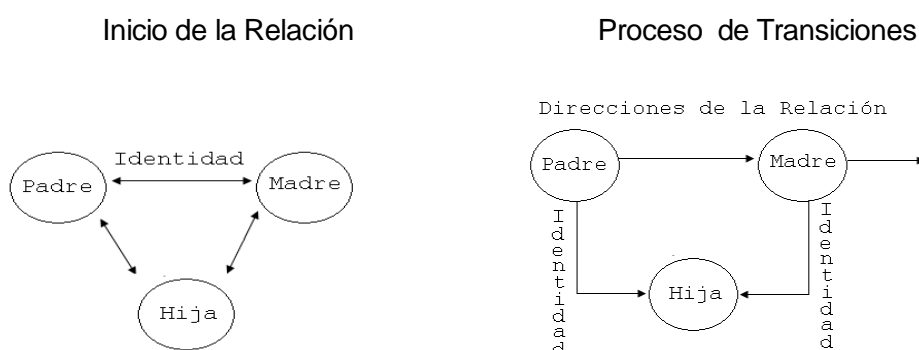 Inicio de la Relación
Identidad
Padre
Madre
Hija
Proceso de Transiciones
Direcciones de la Relación
Padre
Madre
Identidad
Hija
Identidad